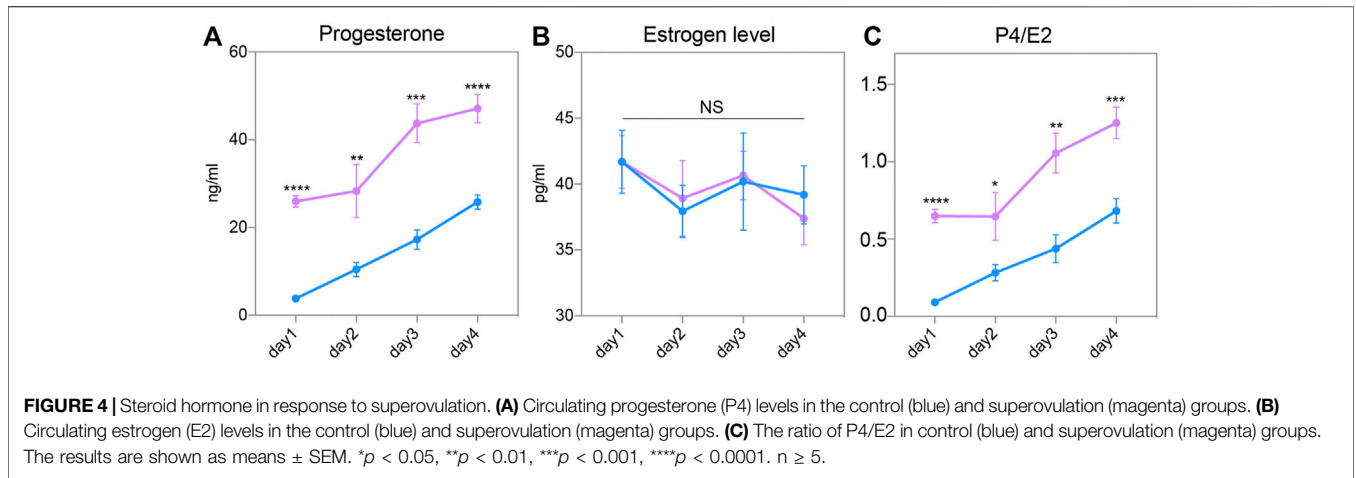 A Progesterone
60
40
20
0
ng/ml
**** ** *** ****
day1 day2 day3 day4
B Estrogen level
50
45
40
35
30
pg/ml
NS
day1 day2 day3 day4
C P4/E2
1.5
1.0
0.5
0.0
**** * ** ***
day1 day2 day3 day4
FIGURE 4 | Steroid hormone in response to superovulation. (A) Circulating progesterone (P4) levels in the control (blue) and superovulation (magenta) groups. (B)
Circulating estrogen (E2) levels in the control (blue) and superovulation (magenta) groups. (C) The ratio of P4/E2 in control (blue) and superovulation (magenta) groups.
The results are shown as means ± SEM. *p < 0.05, **p < 0.01, ***p < 0.001, ****p < 0.0001. n ≥ 5.